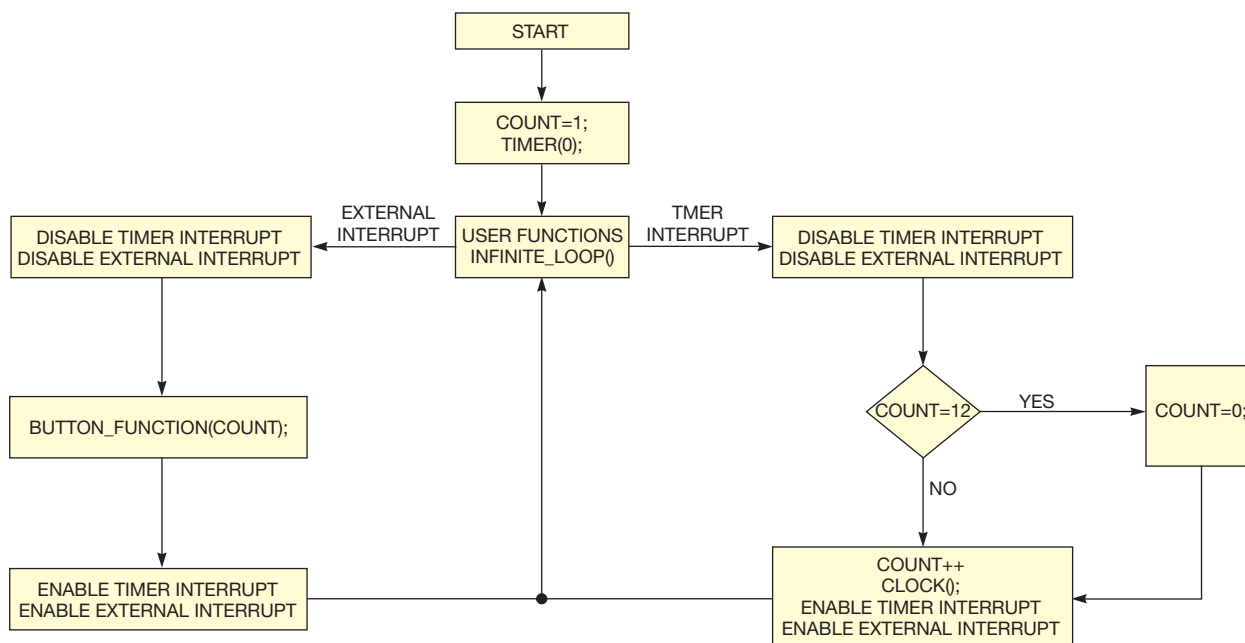 START
COUNT=1;
TIMER(0);
EXTERNAL
INTERRUPT
USER FUNCTIONS
INFINITE_LOOP()
TMER
INTERRUPT
DISABLE TIMER INTERRUPT
DISABLE EXTERNAL INTERRUPT
DISABLE TIMER INTERRUPT
DISABLE EXTERNAL INTERRUPT
BUTTON_FUNCTION(COUNT);
COUNT=12
YES
COUNT=0;
NO
ENABLE TIMER INTERRUPT
ENABLE EXTERNAL INTERRUPT
COUNT++
CLOCK();
ENABLE TIMER INTERRUPT
ENABLE EXTERNAL INTERRUPT